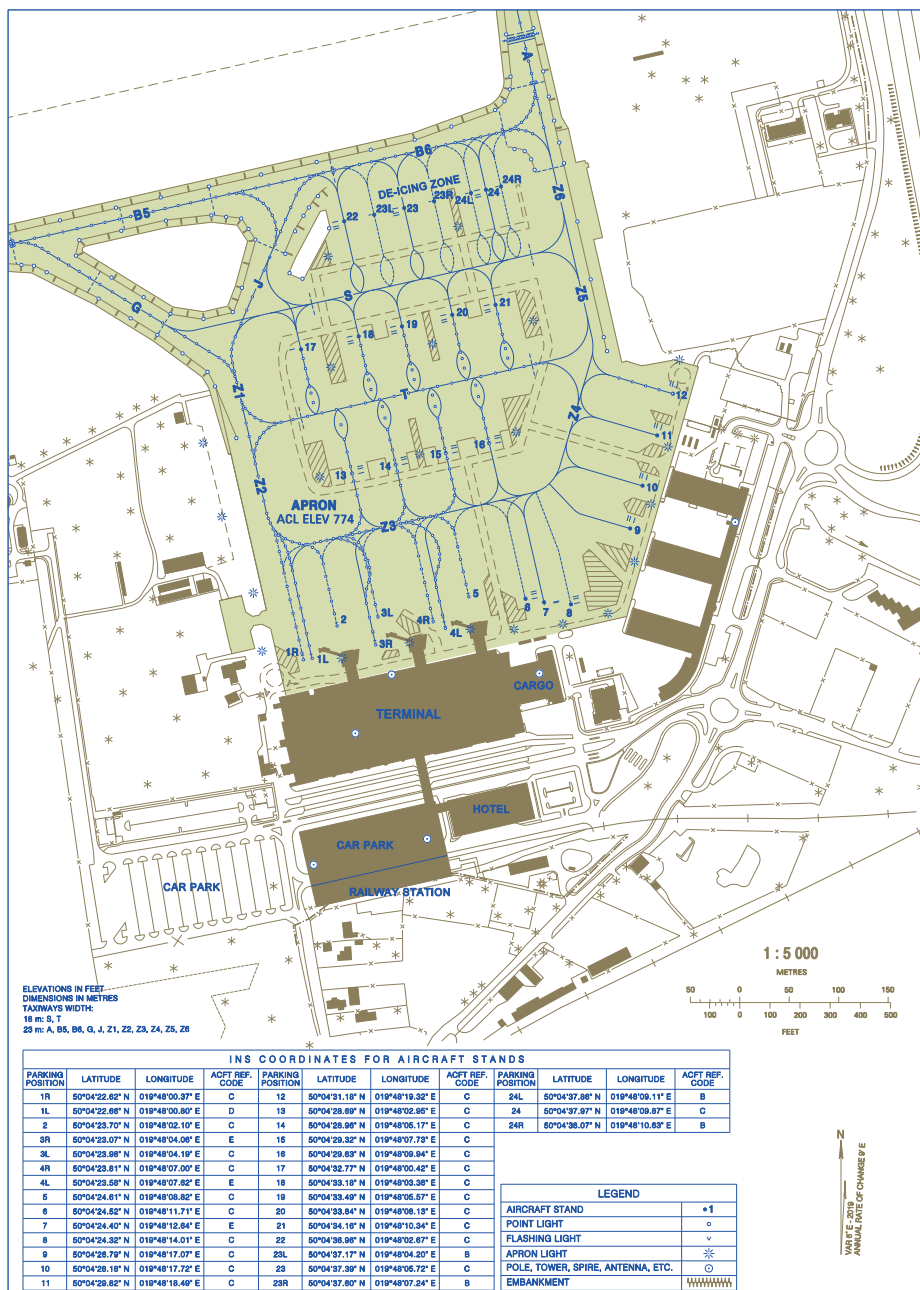 A
B6
DE-ICING ZONE
24R
24
23R
24L
23L
23
22
Z6
B5
J
S
G
Z5
21
20
19
18
17
T
12
Z1
Z4
11
16
15
14
13
10
Z2
APRON
ACL ELEV 774
Z3
9
5
6
7
8
2
3L
4R
4L
3R
1R
1L
CARGO
TERMINAL
HOTEL
CAR PARK
CAR PARK
RAILWAY STATION
1 : 5 000
METRES
50 0 50 100 150
100 0 100 200 300 400 500
FEET
ELEVATIONS IN FEET
DIMENSIONS IN METRES
TAXIWAYS WIDTH:
18 m: S, T
23 m: A, B5, B6, G, J, Z1, Z2, Z3, Z4, Z5, Z6
N
VAR 6° E - 2019
ANNUAL RATE OF CHANGE 9' E
INS COORDINATES FOR AIRCRAFT STANDS
PARKING POSITION LATITUDE LONGITUDE ACFT REF. CODE PARKING POSITION LATITUDE LONGITUDE ACFT REF. CODE PARKING POSITION LATITUDE LONGITUDE ACFT REF. CODE
1R 50°04'22.62" N 019°48'00.37" E C 12 50°04'31.18" N 019°48'19.32" E C 24L 50°04'37.86" N 019°48'09.11" E B
1L 50°04'22.66" N 019°48'00.80" E D 13 50°04'28.69" N 019°48'02.95" E C 24 50°04'37.97" N 019°48'09.87" E C
2 50°04'23.70" N 019°48'02.10" E C 14 50°04'28.96" N 019°48'05.17" E C 24R 50°04'38.07" N 019°48'10.63" E B
3R 50°04'23.07" N 019°48'04.06" E E 15 50°04'29.32" N 019°48'07.73" E C
3L 50°04'23.98" N 019°48'04.19" E C 16 50°04'29.63" N 019°48'09.94" E C
4R 50°04'23.81" N 019°48'07.00" E C 17 50°04'32.77" N 019°48'00.42" E C
4L 50°04'23.58" N 019°48'07.62" E E 18 50°04'33.18" N 019°48'03.36" E C
5 50°04'24.61" N 019°48'08.82" E C 19 50°04'33.49" N 019°48'05.57" E C
6 50°04'24.52" N 019°48'11.71" E C 20 50°04'33.84" N 019°48'08.13" E C
7 50°04'24.40" N 019°48'12.64" E E 21 50°04'34.16" N 019°48'10.34" E C
8 50°04'24.32" N 019°48'14.01" E C 22 50°04'36.96" N 019°48'02.67" E C
9 50°04'26.79" N 019°48'17.07" E C 23L 50°04'37.17" N 019°48'04.20" E B
10 50°04'28.18" N 019°48'17.72" E C 23 50°04'37.39" N 019°48'05.72" E C
11 50°04'29.62" N 019°48'18.49" E C 23R 50°04'37.60" N 019°48'07.24" E B
LEGEND
AIRCRAFT STAND 1
POINT LIGHT
FLASHING LIGHT
APRON LIGHT
POLE, TOWER, SPIRE, ANTENNA, ETC.
EMBANKMENT